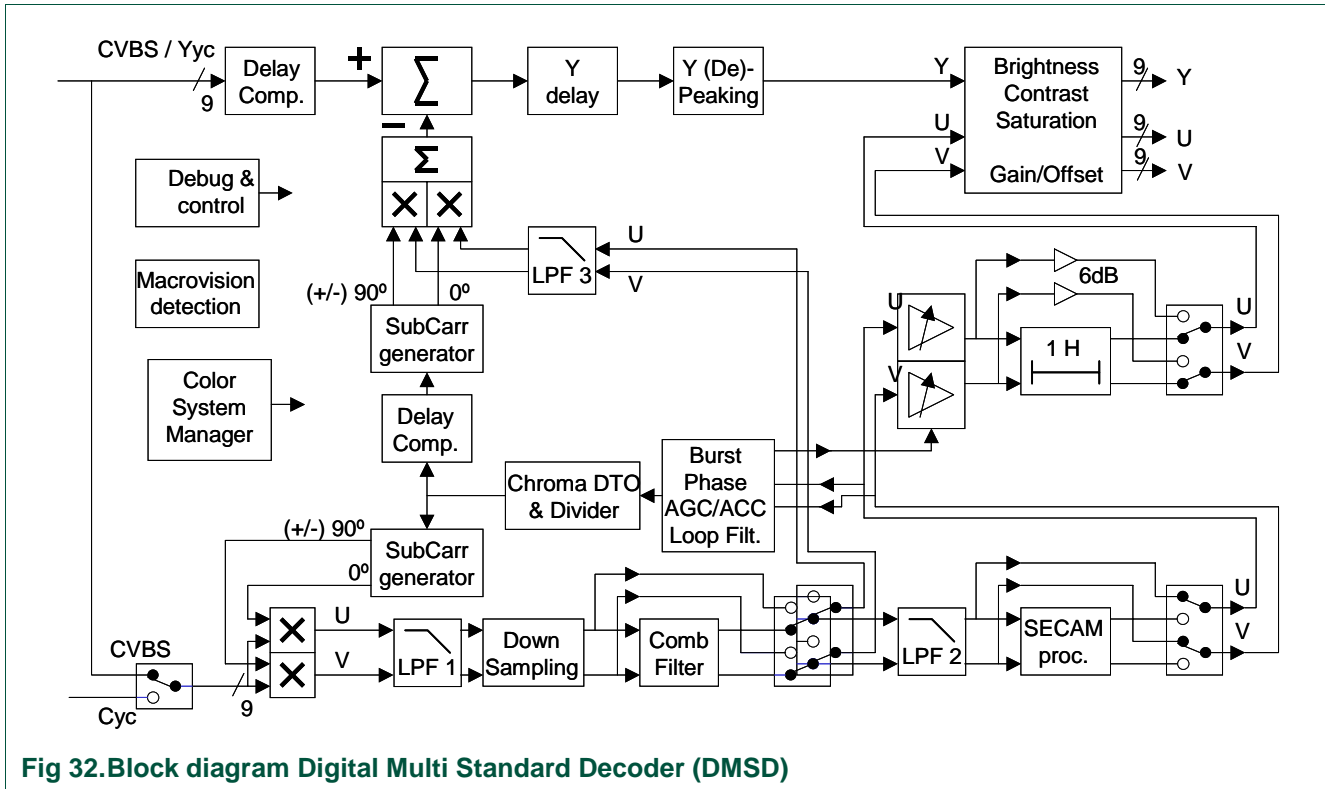 CVBS / Yyc
9
Delay
Comp.
+
Σ
−
Σ
× ×
Y
delay
Y (De)-
Peaking
Y
U
V
Brightness
Contrast
Saturation
Gain/Offset
9
Y
9
U
9
V
Debug &
control
Macrovision
detection
Color
System
Manager
(+/-) 90º
0º
LPF 3
U
V
SubCarr
generator
Delay
Comp.
Chroma DTO
& Divider
Burst
Phase
AGC/ACC
Loop Filt.
U
V
6dB
1 H
U
V
(+/-) 90º
0º
SubCarr
generator
CVBS
Cyc
9
×
×
U
V
LPF 1
Down
Sampling
Comb
Filter
LPF 2
SECAM
proc.
U
V
Fig 32.Block diagram Digital Multi Standard Decoder (DMSD)